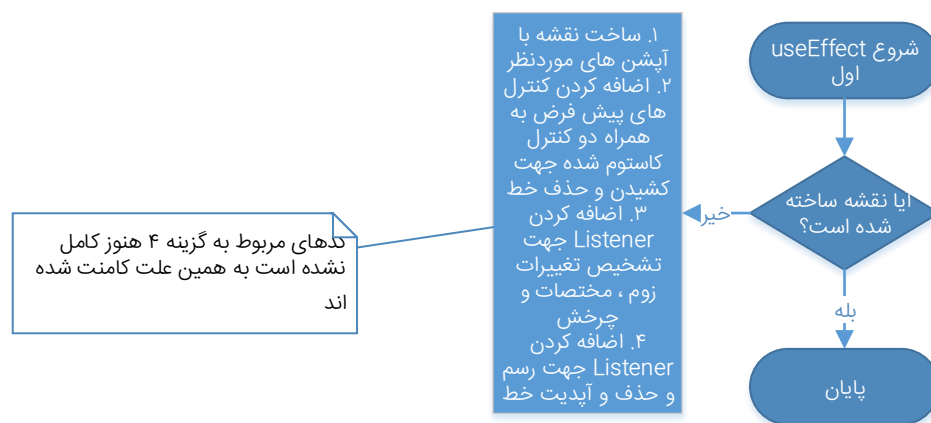 شروع useEffect
اول
آیا نقشه ساخته
شده است؟
خیر
بله
پایان
۱. ساخت نقشه با
آپشن های موردنظر
۲. اضافه کردن کنترل
های پیش فرض به
همراه دو کنترل
کاستوم شده جهت
کشیدن و حذف خط
۳. اضافه کردن
Listener جهت
تشخیص تغییرات
زوم ، مختصات و
چرخش
۴. اضافه کردن
Listener جهت رسم
و حذف و آپدیت خط
کدهای مربوط به گزینه ۴ هنوز کامل
نشده است به همین علت کامنت شده
اند